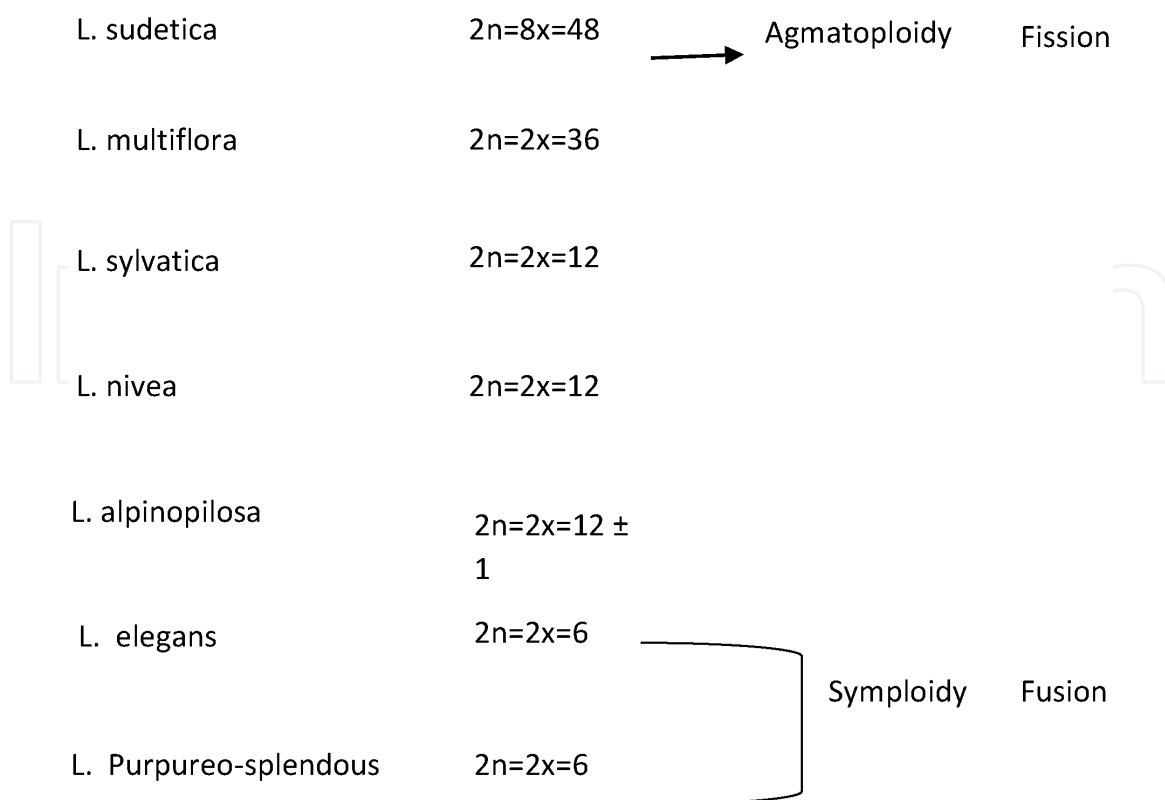 L. sudetica 2n=8x=48 Agmatoploidy Fission
L. multiflora 2n=2x=36
L. sylvatica 2n=2x=12
L. nivea 2n=2x=12
L. alpinopilosa 2n=2x=12 ±
1
L. elegans 2n=2x=6
Symploidy Fusion
L. Purpureo-splendous 2n=2x=6